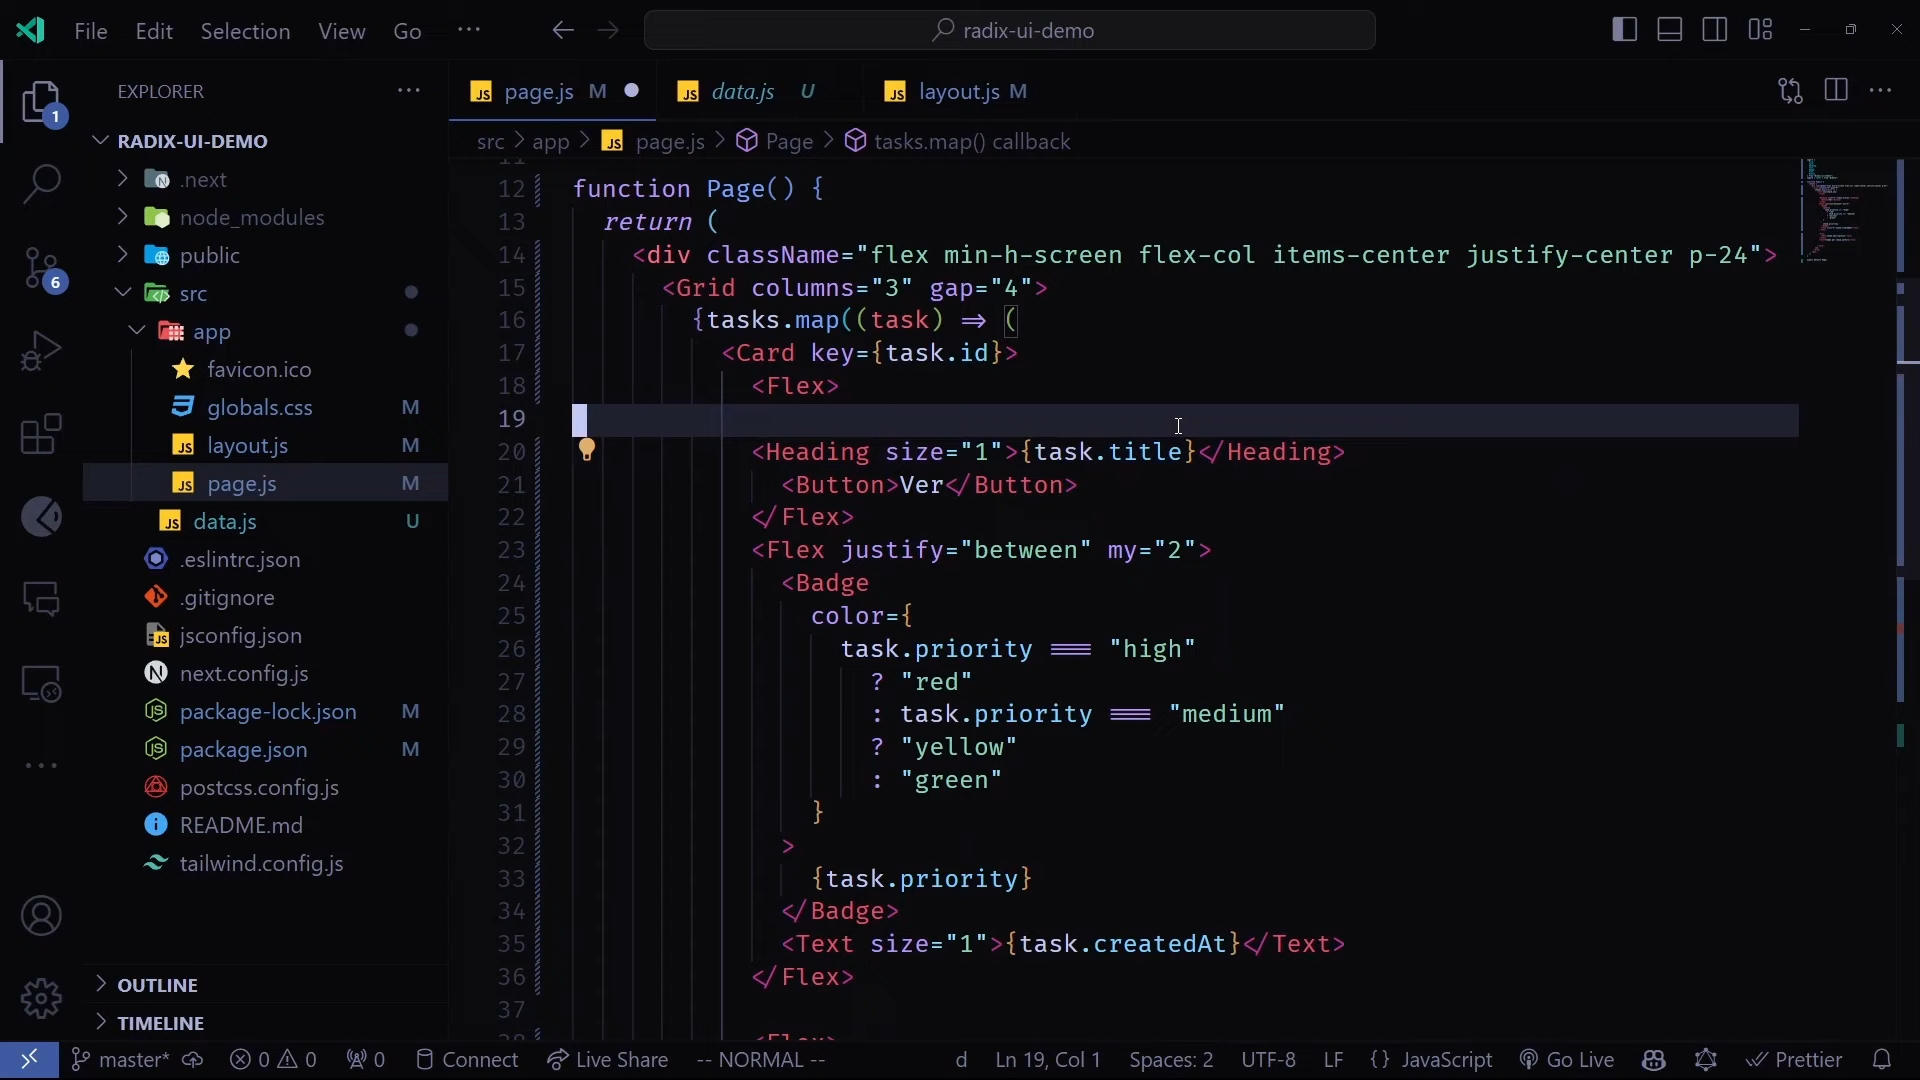 File Edit Selection View Go ···
radix-ui-demo
EXPLORER
RADIX-UI-DEMO
.next
node_modules
public
src
app
favicon.ico
globals.css M
layout.js M
page.js M
data.js U
.eslintrc.json
.gitignore
jsconfig.json
next.config.js
package-lock.json M
package.json M
postcss.config.js
README.md
tailwind.config.js
OUTLINE
TIMELINE
1
6
page.js M
data.js U
layout.js M
src > app > JS page.js > Page > tasks.map() callback
12 function Page() {
13 return (
14 <div className="flex min-h-screen flex-col items-center justify-center p-24">
15 <Grid columns="3" gap="4">
16 {tasks.map((task) => (
17 <Card key={task.id}>
18 <Flex>
19
20 <Heading size="1">{task.title}</Heading>
21 <Button>Ver</Button>
22 </Flex>
23 <Flex justify="between" my="2">
24 <Badge
25 color={
26 task.priority === "high"
27 ? "red"
28 : task.priority === "medium"
29 ? "yellow"
30 : "green"
31 }
32 >
33 {task.priority}
34 </Badge>
35 <Text size="1">{task.createdAt}</Text>
36 </Flex>
37
master* 0 0 0 Connect Live Share -- NORMAL -- d Ln 19, Col 1 Spaces: 2 UTF-8 LF {} JavaScript Go Live Prettier